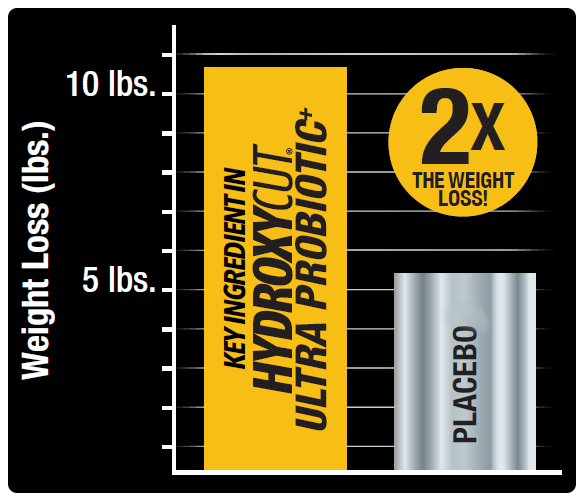 10 lbs.
5 lbs.
Weight Loss (lbs.)
KEY INGREDIENT IN
HYDROXYCUT®
ULTRA PROBIOTIC+
2X
THE WEIGHT
LOSS!
PLACEBO